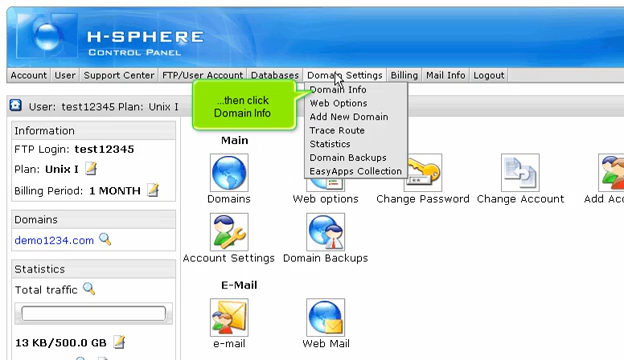 H-SPHERE
CONTROL PANEL
Account User Support Center FTP/User Account Databases Domain Settings Billing Mail Info Logout
Domain Info
Web Options
Add New Domain
Trace Route
Statistics
Domain Backups
EasyApps Collection
...then click
Domain Info
User: test12345 Plan: Unix I
Information
FTP Login: test12345
Plan: Unix I
Billing Period: 1 MONTH
Domains
demo1234.com
Statistics
Total traffic
13 KB/500.0 GB
Main
Domains Web options Change Password Change Account Add Acc
Account Settings Domain Backups
E-Mail
e-mail Web Mail